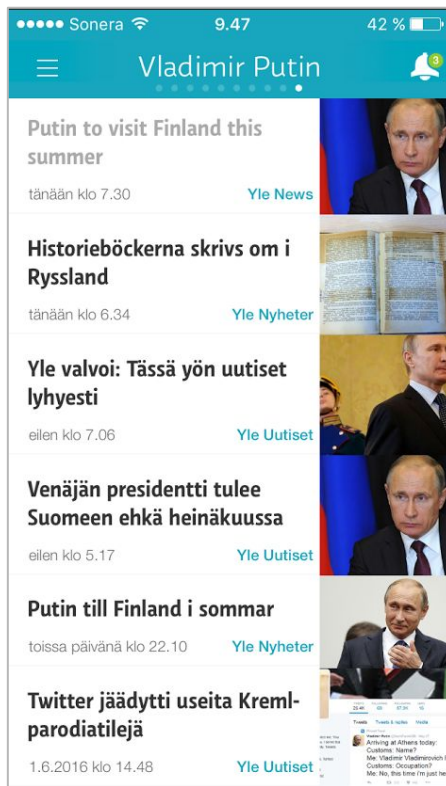 Sonera 9.47 42 %
Vladimir Putin
3
Putin to visit Finland this
summer
tänään klo 7.30 Yle News
Historieböckerna skrivs om i
Ryssland
tänään klo 6.34 Yle Nyheter
Yle valvoi: Tässä yön uutiset
lyhyesti
eilen klo 7.06 Yle Uutiset
Venäjän presidentti tulee
Suomeen ehkä heinäkuussa
eilen klo 5.17 Yle Uutiset
Putin till Finland i sommar
toissa päivänä klo 22.10 Yle Nyheter
Twitter jäädytti useita Kreml-
parodiatilejä
1.6.2016 klo 14.48 Yle Uutiset
Tweets Tweets & replies Media
Arriving at Athens today:
Customs: Name?
Me: Vladimir Vladimirovich
Customs: Occupation?
Me: No, this time i'm just